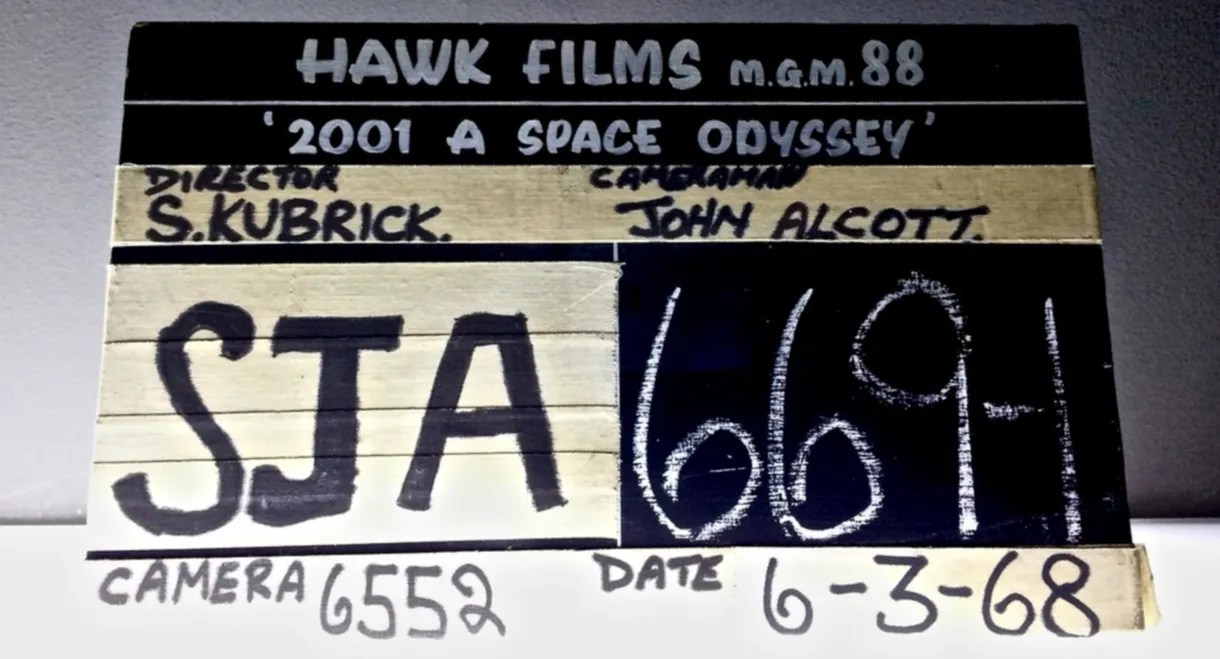 HAWK FILMS M.G.M. 88
'2001 A SPACE ODYSSEY'
DIRECTOR CAMERAMAN
S.KUBRICK. JOHN ALCOTT.
SJA 669-1
CAMERA 6552 DATE 6-3-68